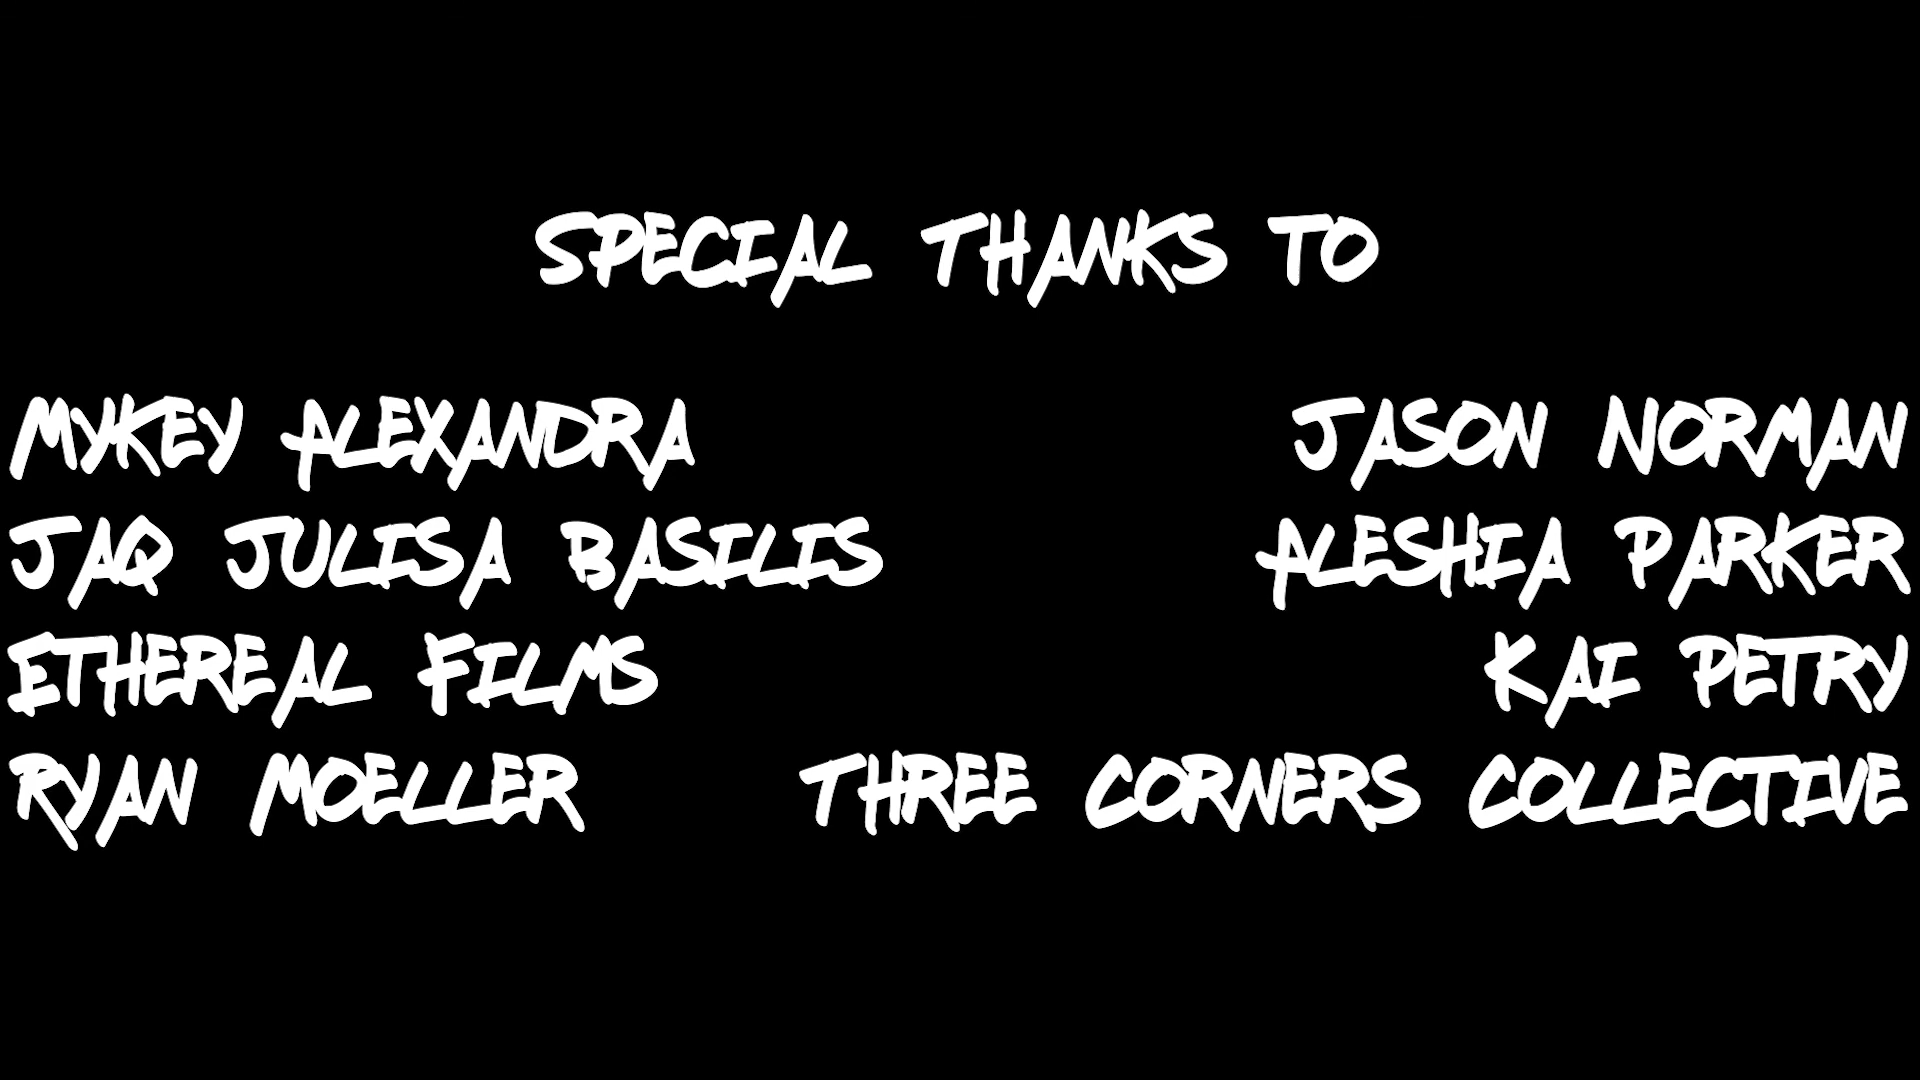 Special Thanks to
Mykey Alexandra Jason Norman
Jaq Julisa Basilis Aleshia Parker
Ethereal Films Kai Petry
Ryan Moeller Three Corners Collective